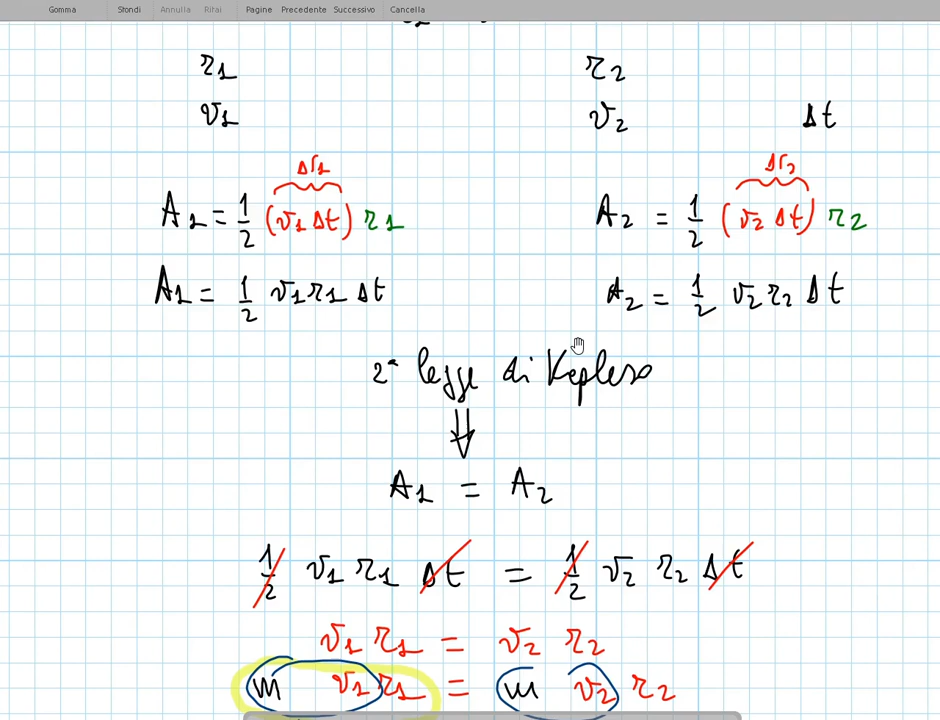 Gomma Sfondi Annulla Rifai Pagine Precedente Successivo Cancella
r₁ r₂
v₁ v₂ Δt
Δr₁ Δr₂
A₁ = 1/2 (v₁ Δt) r₁ A₂ = 1/2 (v₂ Δt) r₂
A₁ = 1/2 v₁ r₁ Δt A₂ = 1/2 v₂ r₂ Δt
2ª legge di Keplero
⇓
A₁ = A₂
1/2 v₁ r₁ Δt = 1/2 v₂ r₂ Δt
v₁ r₁ = v₂ r₂
m v₁ r₁ = m v₂ r₂